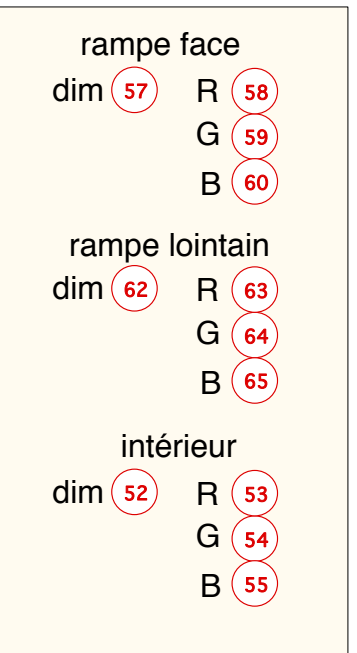 rampe face
dim 57 R 58
G 59
B 60
rampe lointain
dim 62 R 63
G 64
B 65
intérieur
dim 52 R 53
G 54
B 55